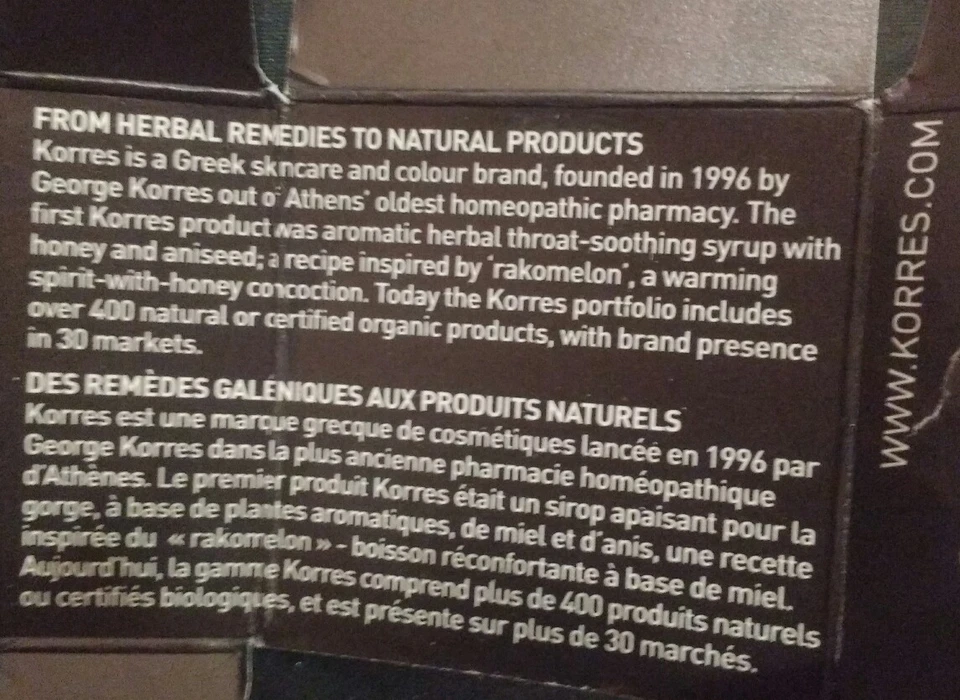 FROM HERBAL REMEDIES TO NATURAL PRODUCTS
Korres is a Greek skncare and colour brand, founded in 1996 by
George Korres out of Athens' oldest homeopathic pharmacy. The
first Korres product was aromatic herbal throat-soothing syrup with
honey and aniseed; a recipe inspired by 'rakomelon', a warming
spirit-with-honey concoction. Today the Korres portfolio includes
over 400 natural or certified organic products, with brand presence
in 30 markets.
DES REMÈDES GALÉNIQUES AUX PRODUITS NATURELS
Korres est une marque grecque de cosmétiques lancée en 1996 par
George Korres dans la plus ancienne pharmacie homéopathique
d'Athènes. Le premier produit Korres était un sirop apaisant pour la
gorge, à base de plantes aromatiques, de miel et d'anis, une recette
inspirée du « rakomelon » - boisson réconfortante à base de miel.
Aujourd'hui, la gamme Korres comprend plus de 400 produits naturels
ou certifiés biologiques, et est présente sur plus de 30 marchés.
WWW.KORRES.COM